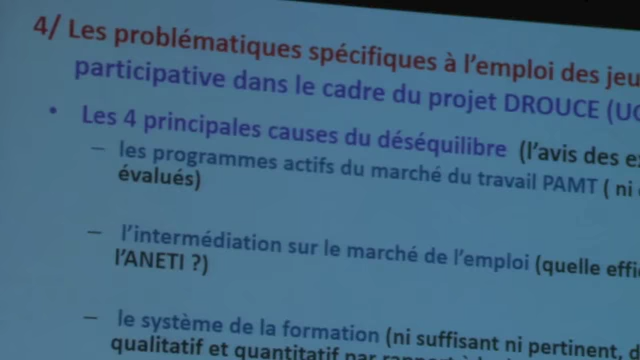 4/ Les problématiques spécifiques à l'emploi des
participative dans le cadre du projet DROUCE
• Les 4 principales causes du déséquilibre (l'avis des
– les programmes actifs du marché du travail PAMT ( ni
évalués)
– l'intermédiation sur le marché de l'emploi (quelle
l'ANETI ?)
– le système de la formation (ni suffisant ni pertinent,
qualitatif et quantitatif par rapport à